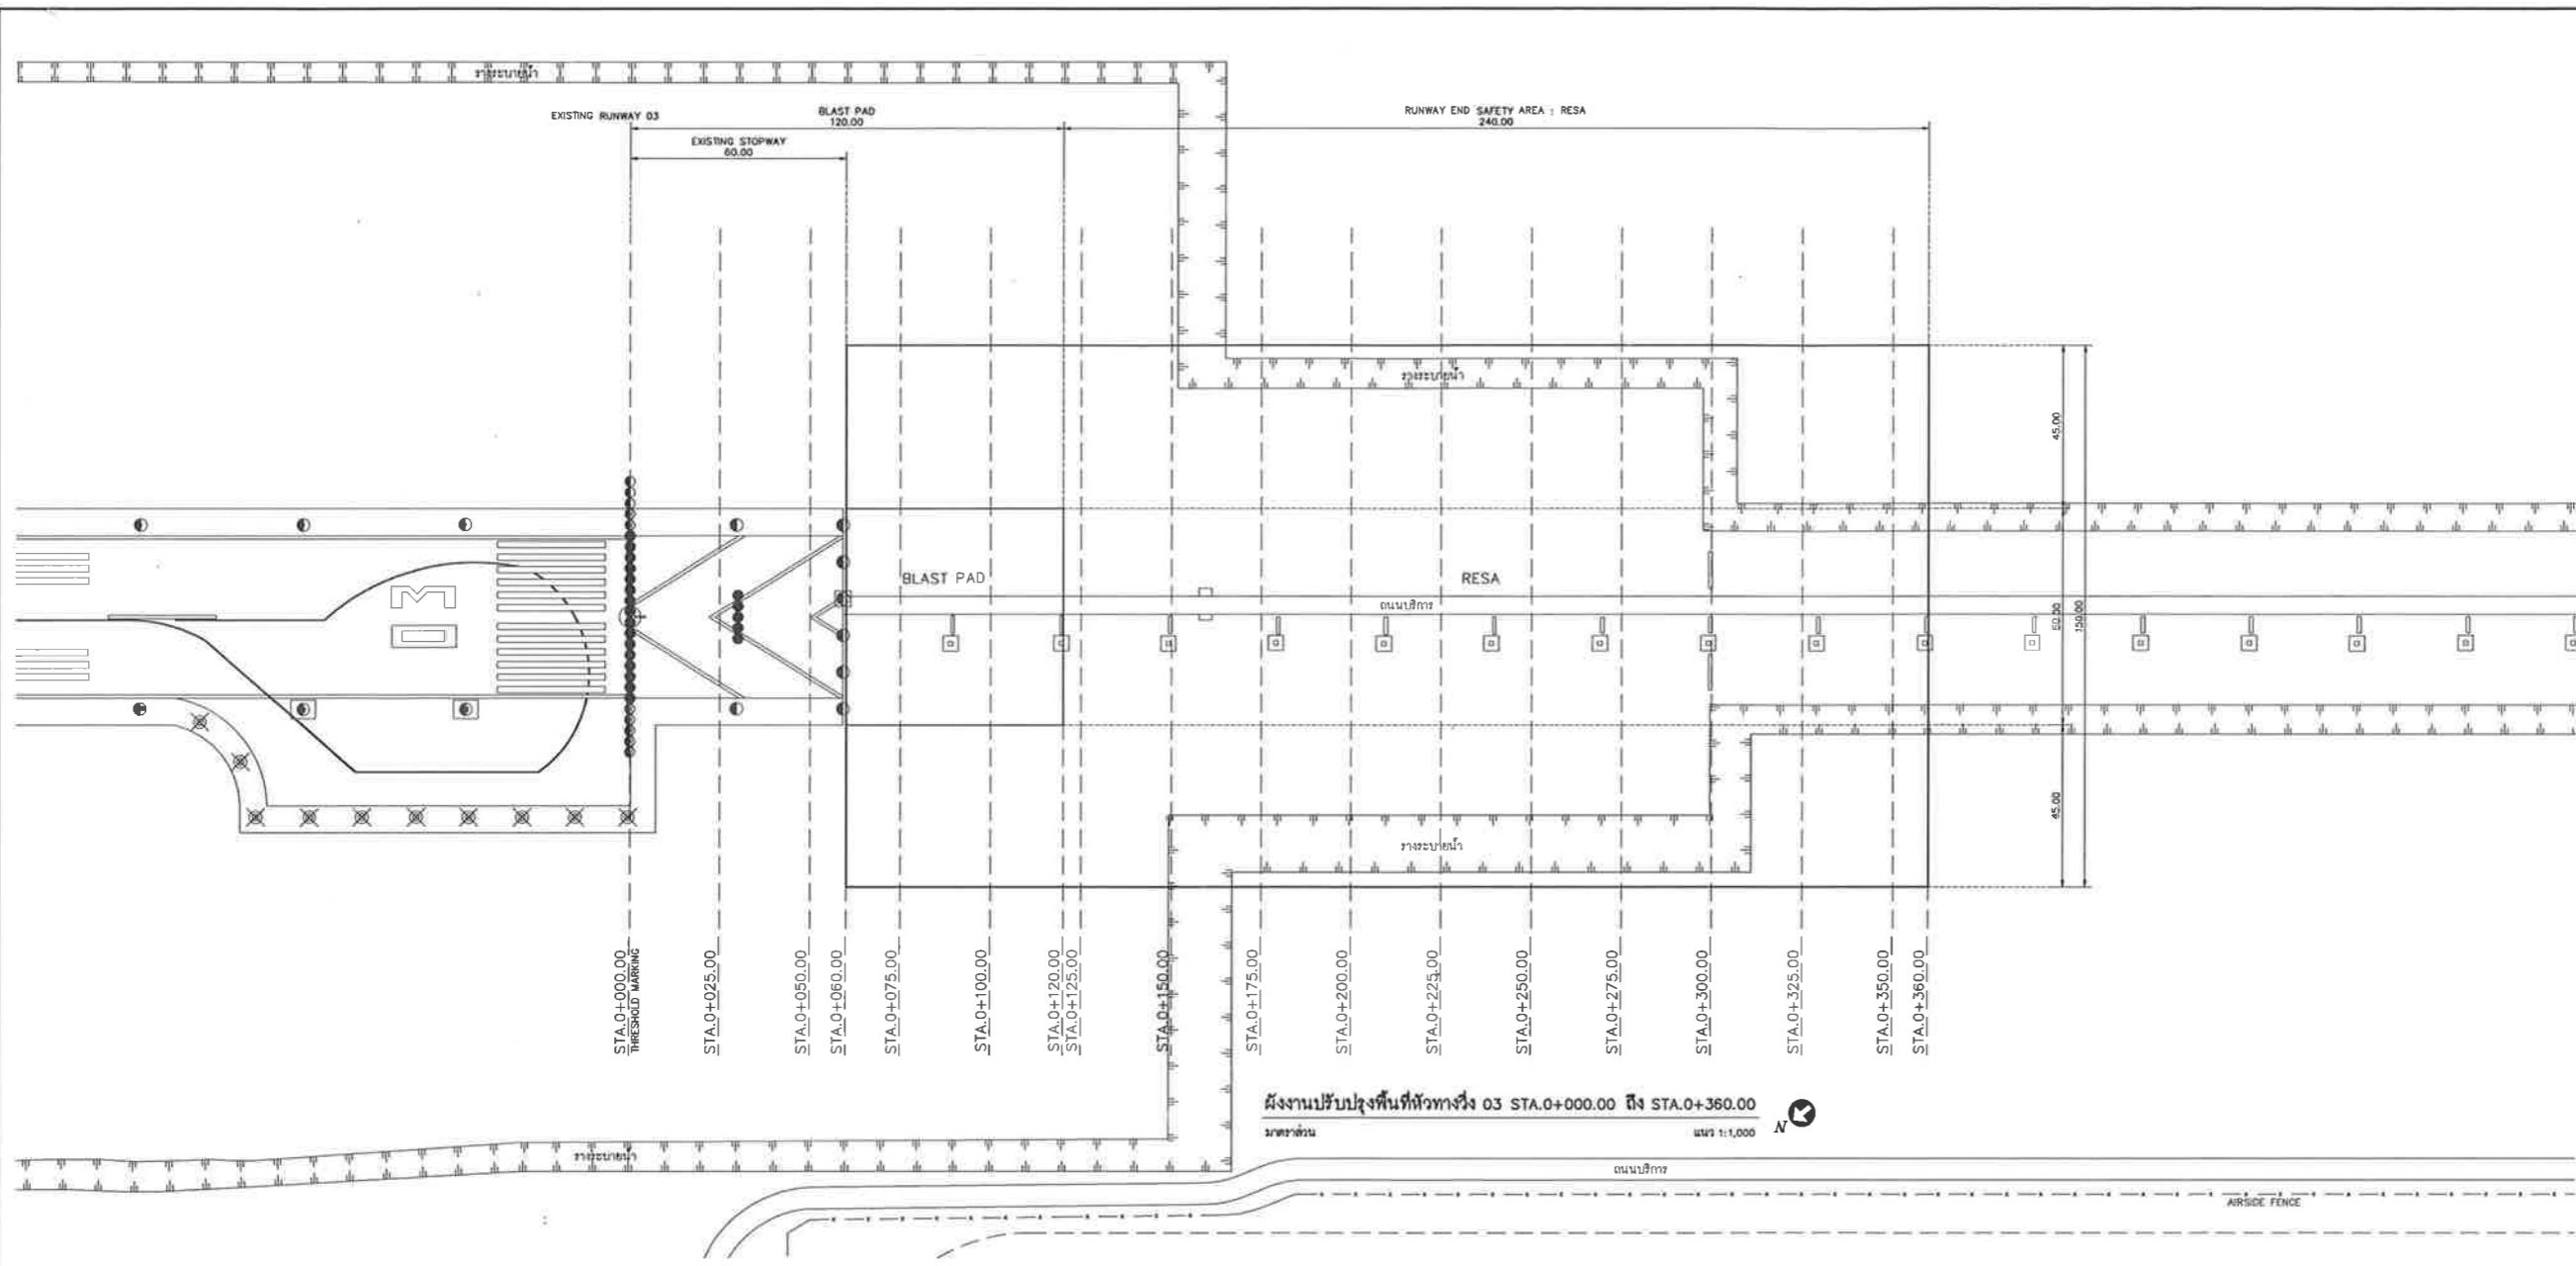 รางระบายน้ำ
EXISTING RUNWAY 03
BLAST PAD
120.00
RUNWAY END SAFETY AREA : RESA
240.00
EXISTING STOPWAY
60.00
รางระบายน้ำ
45.00
03
BLAST PAD
RESA
ถนนบริการ
60.00
150.00
45.00
รางระบายน้ำ
STA.0+000.00
THRESHOLD MARKING
STA.0+025.00
STA.0+050.00
STA.0+060.00
STA.0+075.00
STA.0+100.00
STA.0+120.00
STA.0+125.00
STA.0+150.00
STA.0+175.00
STA.0+200.00
STA.0+225.00
STA.0+250.00
STA.0+275.00
STA.0+300.00
STA.0+325.00
STA.0+350.00
STA.0+360.00
ผังงานปรับปรุงพื้นที่หัวทางวิ่ง 03 STA.0+000.00 ถึง STA.0+360.00
มาตราส่วน แนว 1:1,000
N
รางระบายน้ำ
ถนนบริการ
AIRSIDE FENCE